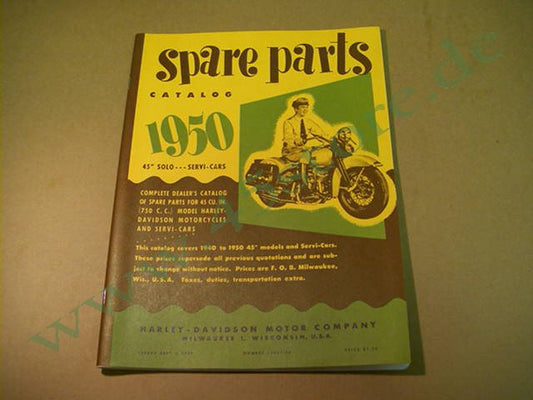 spare parts
CATALOG
1950
45" SOLO --- SERVI-CARS
COMPLETE DEALER'S CATALOG
OF SPARE PARTS FOR 45 CU. IN.
(750 C. C.) MODEL HARLEY-
DAVIDSON MOTORCYCLES
AND SERVI-CARS
This catalog covers 1940 to 1950 45" models and Servi-Cars.
These prices supersede all previous quotations and are sub-
ject to change without notice. Prices are F. O. B. Milwaukee,
Wis., U. S. A. Taxes, duties, transportation extra.
HARLEY-DAVIDSON MOTOR COMPANY
MILWAUKEE 1, WISCONSIN, U.S.A.